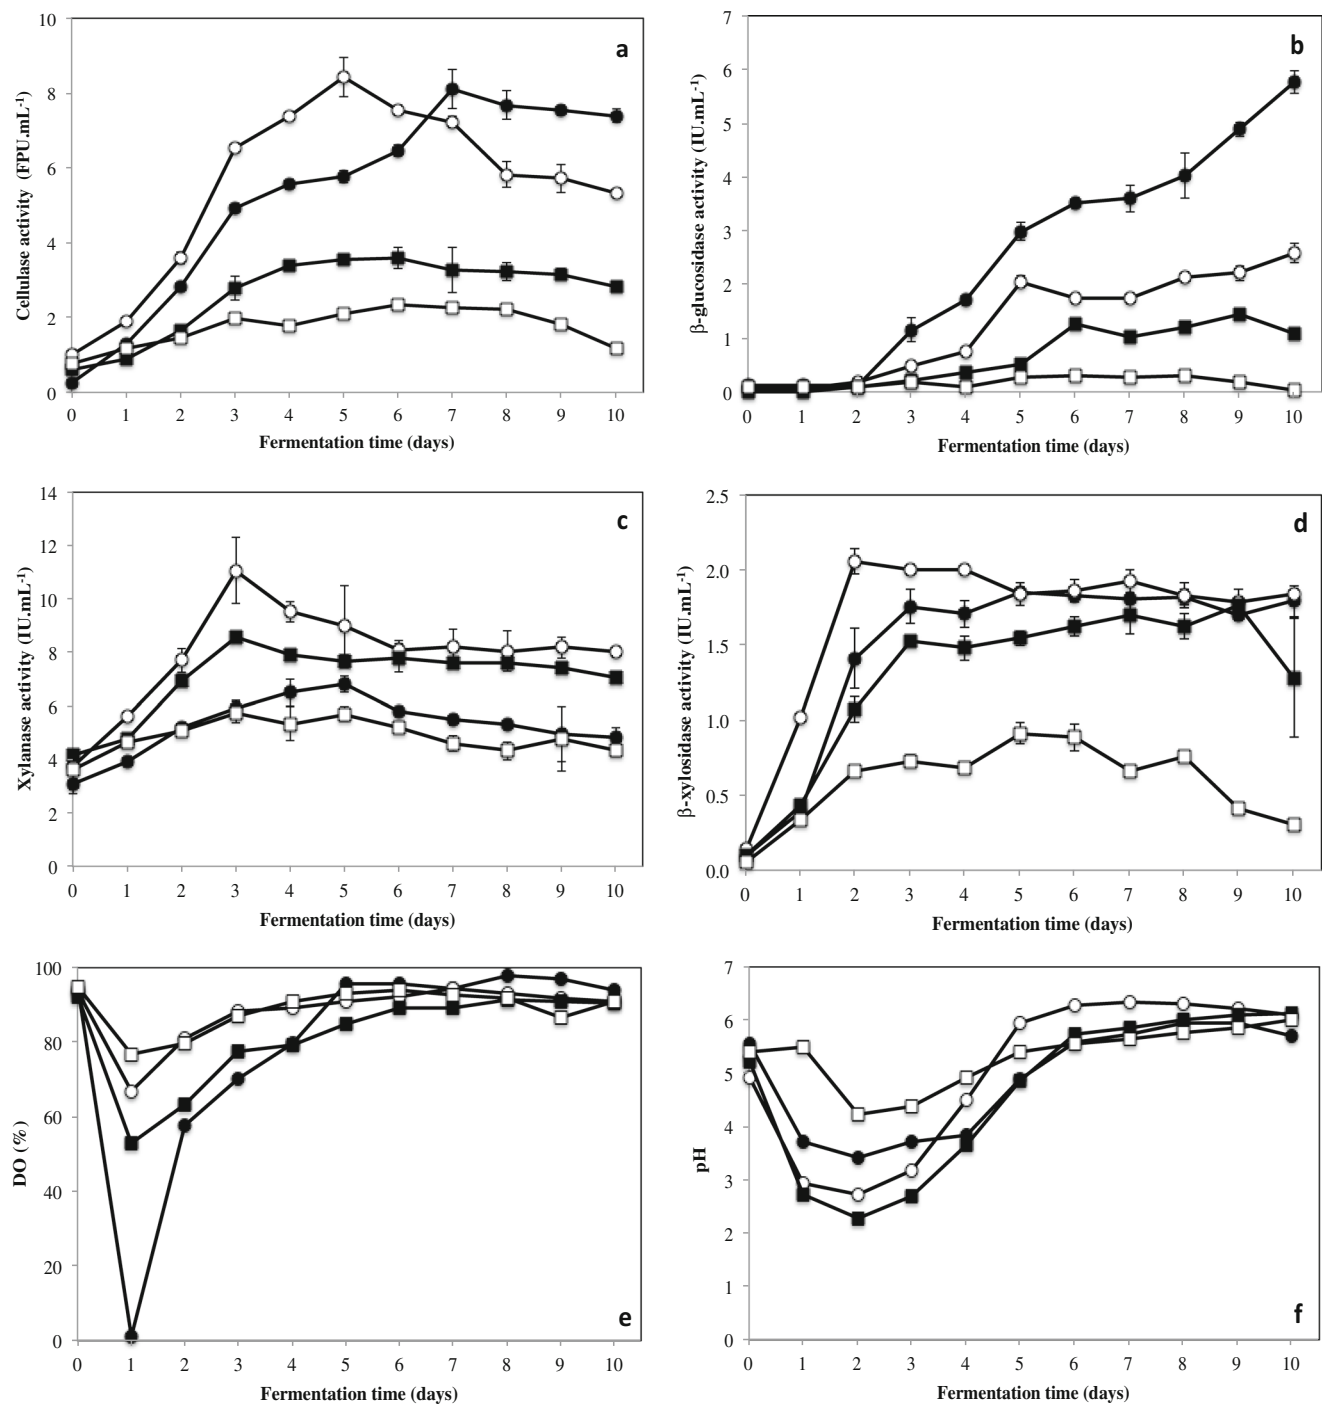 a
Cellulase activity (FPU.mL-1)
10
8
6
4
2
0
0 1 2 3 4 5 6 7 8 9 10
Fermentation time (days)
b
β-glucosidase activity (IU.mL-1)
7
6
5
4
3
2
1
0
0 1 2 3 4 5 6 7 8 9 10
Fermentation time (days)
c
Xylanase activity (IU.mL-1)
14
12
10
8
6
4
2
0
0 1 2 3 4 5 6 7 8 9 10
Fermentation time (days)
d
β-xylosidase activity (IU.mL-1)
2.5
2.0
1.5
1.0
0.5
0.0
0 1 2 3 4 5 6 7 8 9 10
Fermentation time (days)
DO (%)
100
80
60
40
20
0
e
0 1 2 3 4 5 6 7 8 9 10
Fermentation time (days)
pH
7
6
5
4
3
2
1
0
f
0 1 2 3 4 5 6 7 8 9 10
Fermentation time (days)